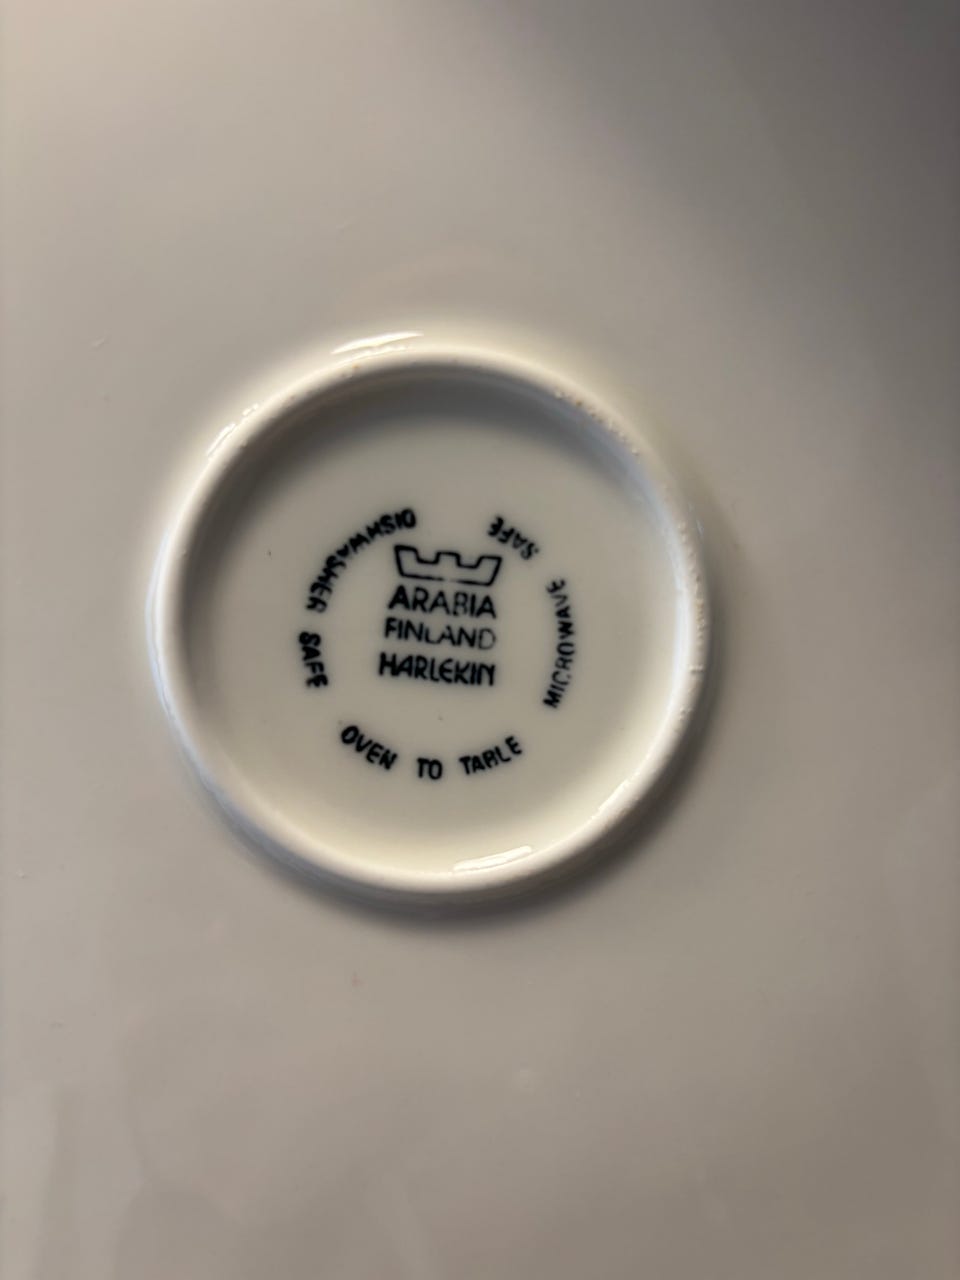 ARABIA
FINLAND
HARLEKIN
DISHWASHER SAFE
OVEN TO TABLE
MICROWAVE SAFE